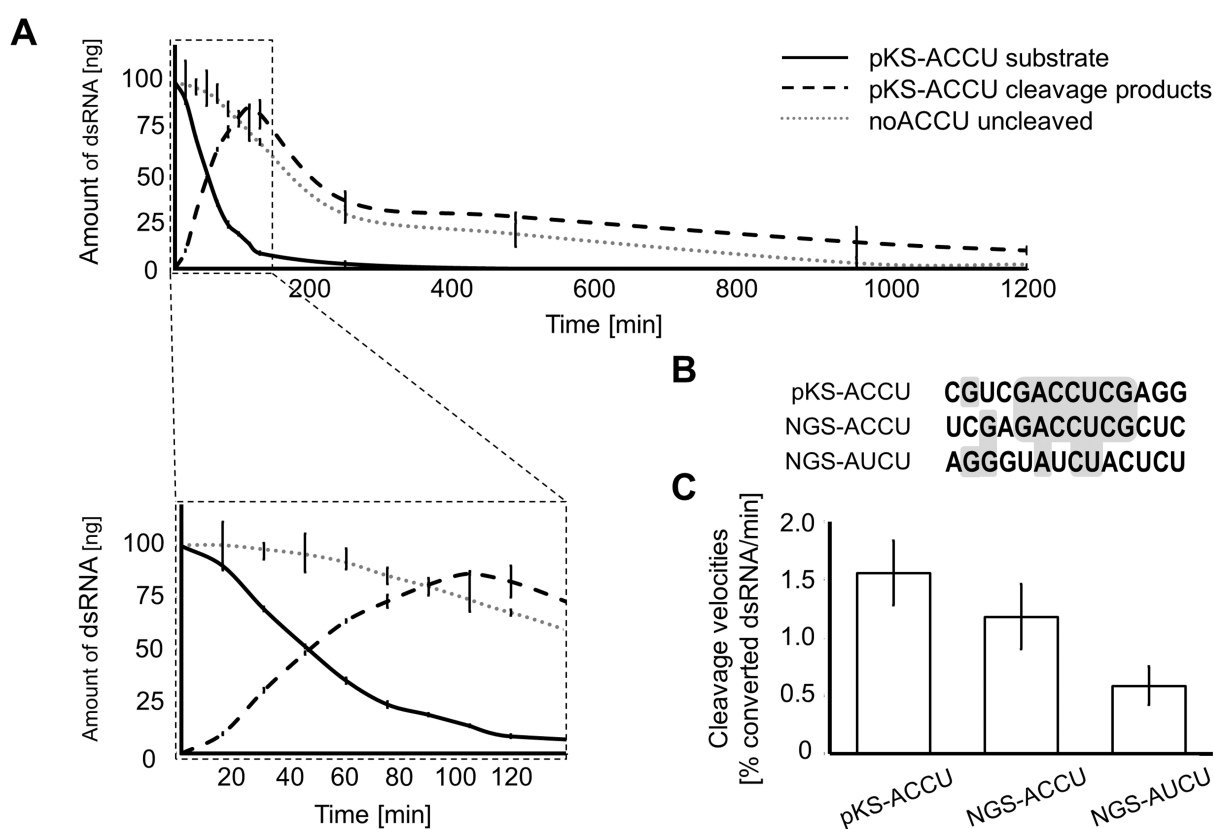 A
Amount of dsRNA [ng]
100
75
50
25
0
200 400 600 800 1000 1200
Time [min]
pKS-ACCU substrate
pKS-ACCU cleavage products
noACCU uncleaved
B
pKS-ACCU CGUCGACCUCGAGG
NGS-ACCU UCGAGACCUCGCUC
NGS-AUCU AGGGUAUCUACUCU
Amount of dsRNA [ng]
100
75
50
25
0
20 40 60 80 100 120
Time [min]
C
Cleavage velocities
[% converted dsRNA/min]
2.0
1.5
1.0
0.5
0
pKS-ACCU NGS-ACCU NGS-AUCU